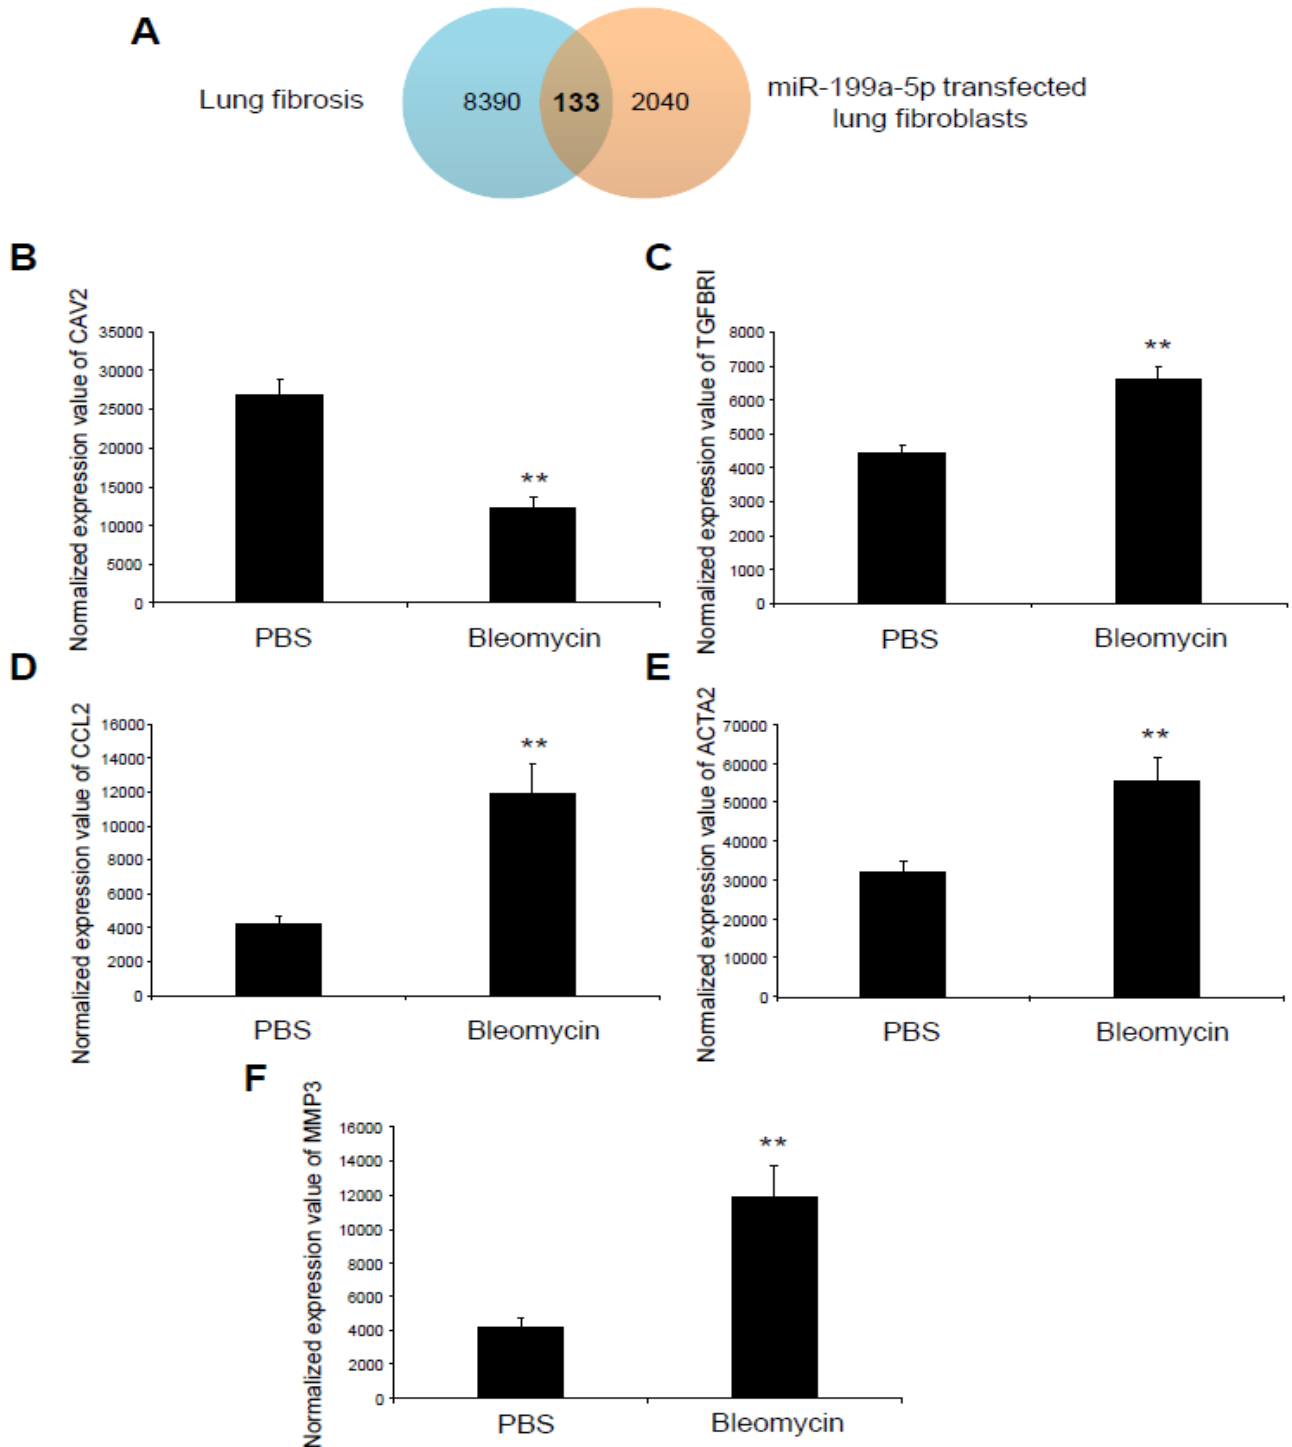 A
Lung fibrosis
8390
133
2040
miR-199a-5p transfected
lung fibroblasts
B
Normalized expression value of CAV2
35000
30000
25000
20000
15000
10000
5000
0
**
PBS
Bleomycin
C
Normalized expression value of TGFBRI
8000
7000
6000
5000
4000
3000
2000
1000
0
**
PBS
Bleomycin
D
Normalized expression value of CCL2
16000
14000
12000
10000
8000
6000
4000
2000
0
**
PBS
Bleomycin
E
Normalized expression value of ACTA2
70000
60000
50000
40000
30000
20000
10000
0
**
PBS
Bleomycin
F
Normalized expression value of MMP3
16000
14000
12000
10000
8000
6000
4000
2000
0
**
PBS
Bleomycin